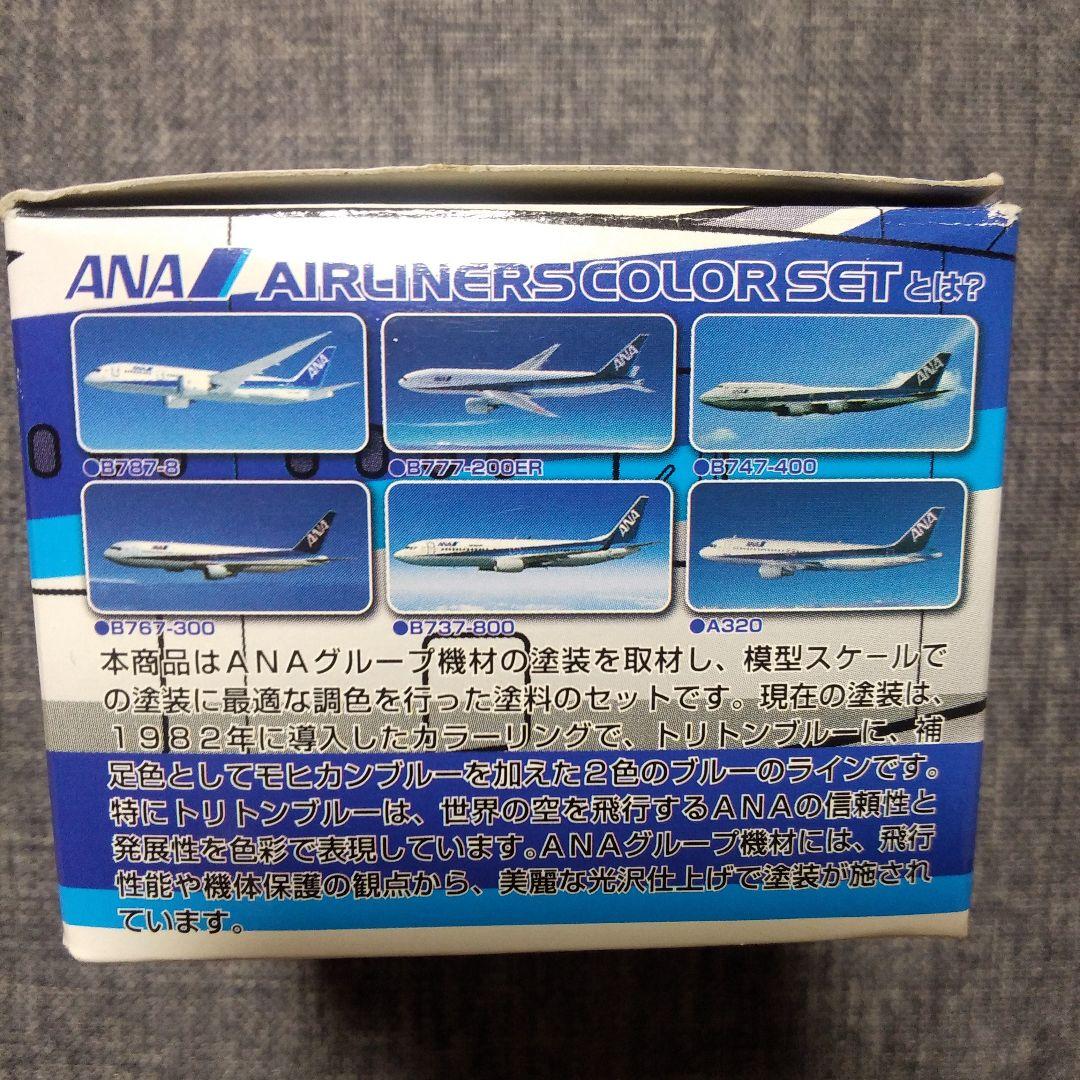 ANA AIRLINERS COLOR SETとは?
●B787-8 ●B777-200ER ●B747-400
●B767-300 ●B737-800 ●A320
本商品はANAグループ機材の塗装を取材し、模型スケールで
の塗装に最適な調色を行った塗料のセットです。現在の塗装は、
1982年に導入したカラーリングで、トリトンブルーに、補
足色としてモヒカンブルーを加えた2色のブルーのラインです。
特にトリトンブルーは、世界の空を飛行するANAの信頼性と
発展性を色彩で表現しています。ANAグループ機材には、飛行
性能や機体保護の観点から、美麗な光沢仕上げで塗装が施され
ています。